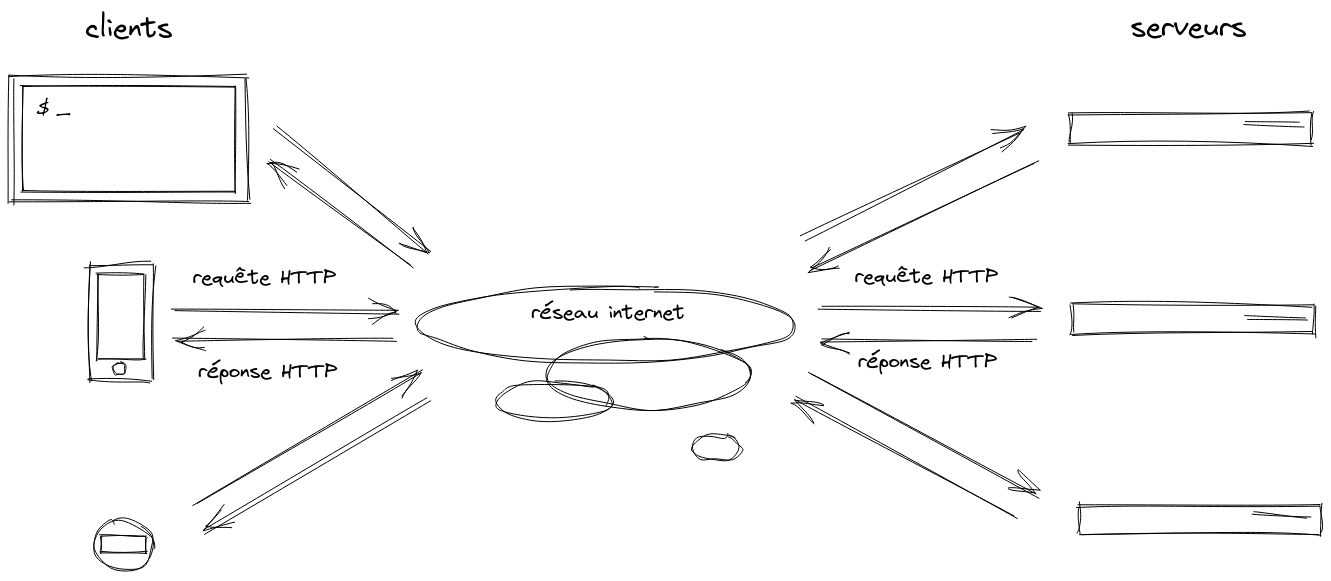 clients
serveurs
$ _
requête HTTP
requête HTTP
réseau internet
réponse HTTP
réponse HTTP